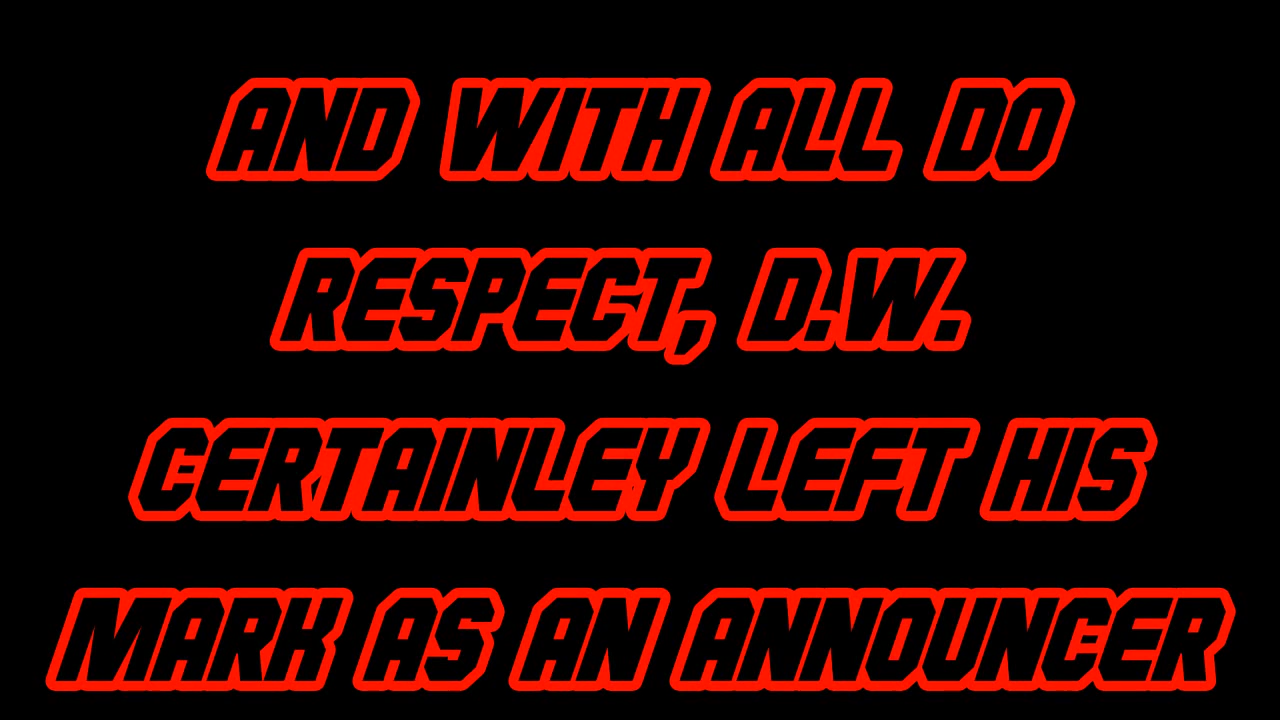 AND WITH ALL DO
RESPECT, D.W.
CERTAINLEY LEFT HIS
MARK AS AN ANNOUNCER